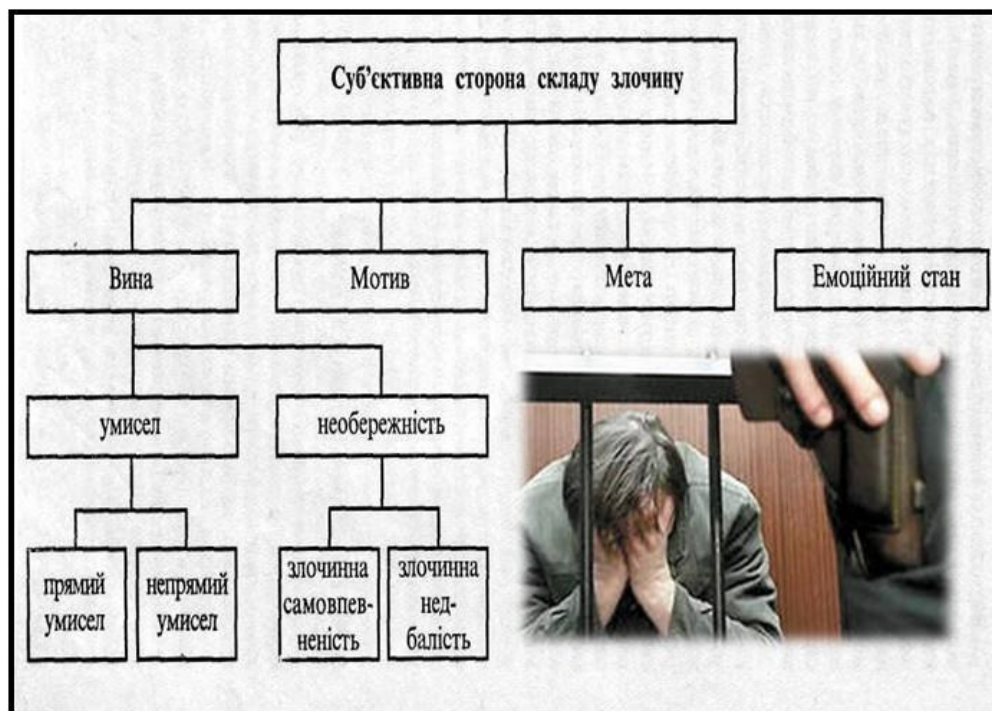 Суб’єктивна сторона складу злочину
Вина
Мотив
Мета
Емоційний стан
умисел
необережність
прямий
умисел
непрямий
умисел
злочинна
самовпев-
неність
злочинна
нед-
балість